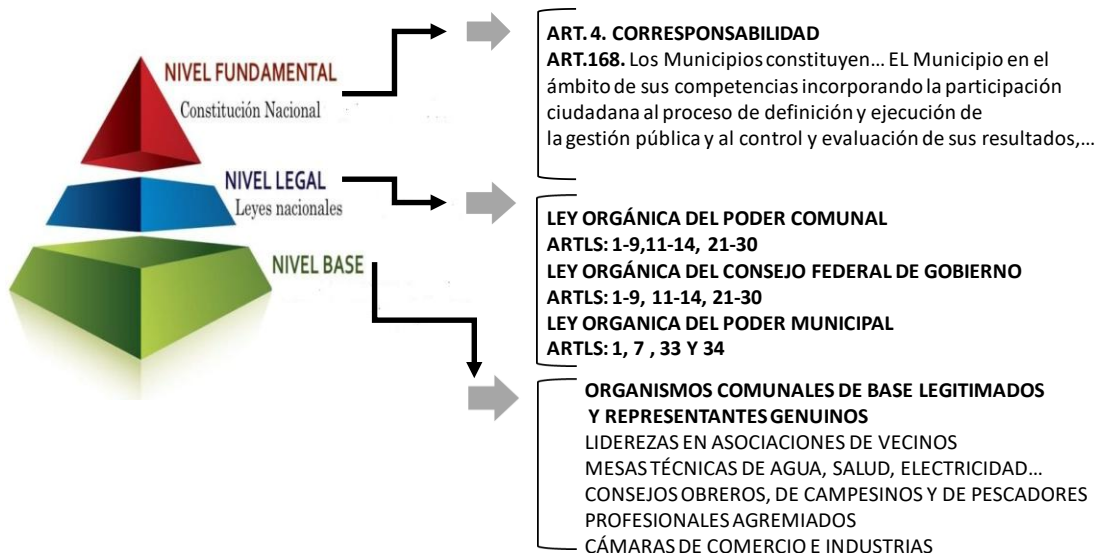 NIVEL FUNDAMENTAL
Constitución Nacional
NIVEL LEGAL
Leyes nacionales
NIVEL BASE
ART. 4. CORRESPONSABILIDAD
ART.168. Los Municipios constituyen... EL Municipio en el
ámbito de sus competencias incorporando la participación
ciudadana al proceso de definición y ejecución de
la gestión pública y al control y evaluación de sus resultados,...
LEY ORGÁNICA DEL PODER COMUNAL
ARTLS: 1-9,11-14, 21-30
LEY ORGÁNICA DEL CONSEJO FEDERAL DE GOBIERNO
ARTLS: 1-9, 11-14, 21-30
LEY ORGANICA DEL PODER MUNICIPAL
ARTLS: 1, 7 , 33 Y 34
ORGANISMOS COMUNALES DE BASE LEGITIMADOS
Y REPRESENTANTES GENUINOS
LIDEREZAS EN ASOCIACIONES DE VECINOS
MESAS TÉCNICAS DE AGUA, SALUD, ELECTRICIDAD...
CONSEJOS OBREROS, DE CAMPESINOS Y DE PESCADORES
PROFESIONALES AGREMIADOS
CÁMARAS DE COMERCIO E INDUSTRIAS